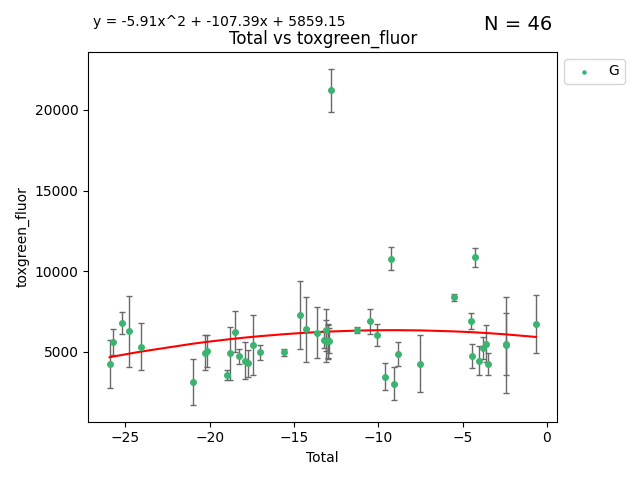 y = -5.91x^2 + -107.39x + 5859.15
N = 46
Total vs toxgreen_fluor
G
20000
15000
10000
5000
toxgreen_fluor
−25
−20
−15
−10
−5
0
Total